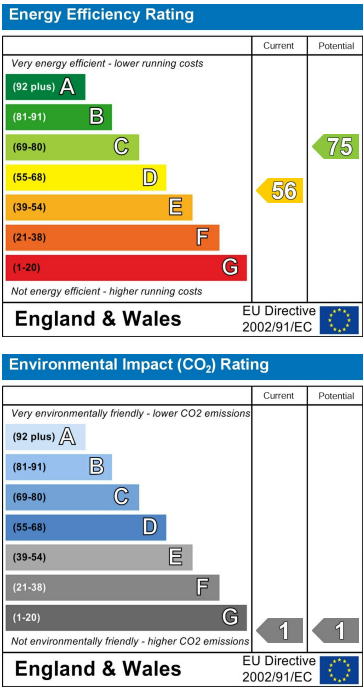 Energy Efficiency Rating
Current Potential
Very energy efficient - lower running costs
(92 plus) A
(81-91) B
(69-80) C
75
(55-68) D
56
(39-54) E
(21-38) F
(1-20) G
Not energy efficient - higher running costs
England & Wales
EU Directive
2002/91/EC
Environmental Impact (CO₂) Rating
Current Potential
Very environmentally friendly - lower CO2 emissions
(92 plus) A
(81-91) B
(69-80) C
(55-68) D
(39-54) E
(21-38) F
(1-20) G
1 1
Not environmentally friendly - higher CO2 emissions
England & Wales
EU Directive
2002/91/EC